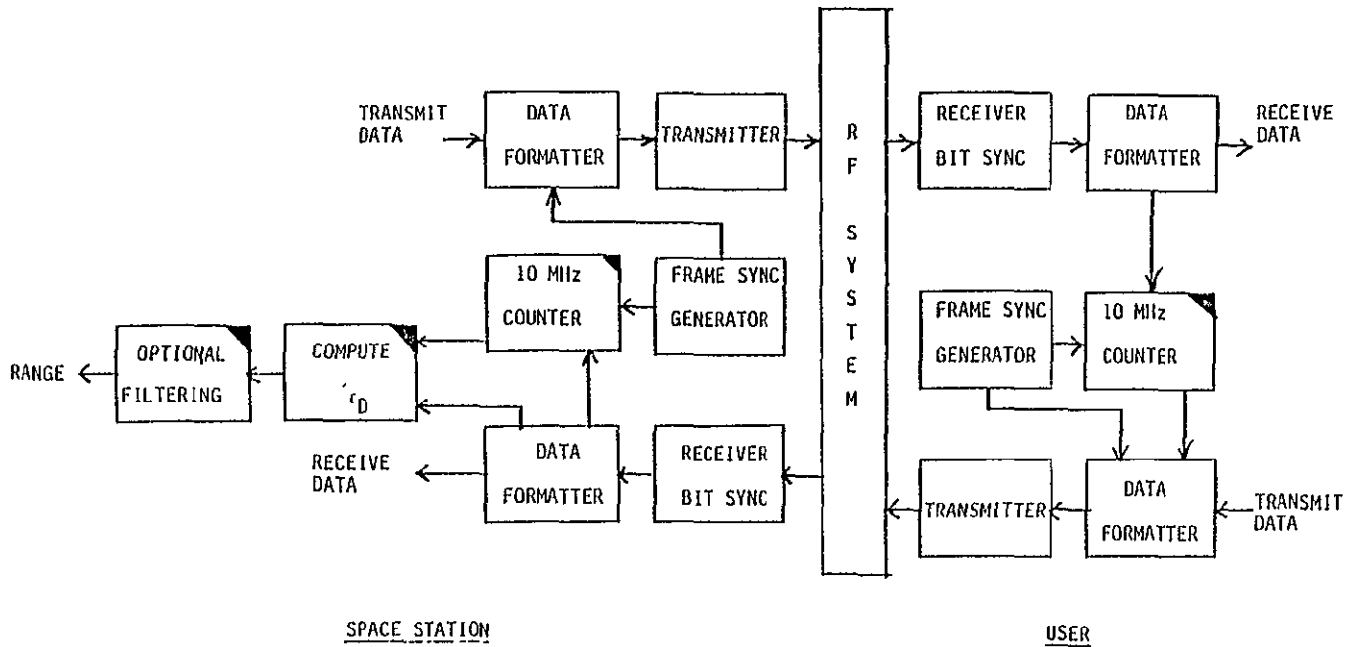 TRANSMIT
DATA
DATA
FORMATTER
TRANSMITTER
RF SYSTEM
RECEIVER
BIT SYNC
DATA
FORMATTER
RECEIVE
DATA
10 MHz
COUNTER
FRAME SYNC
GENERATOR
FRAME SYNC
GENERATOR
10 MHz
COUNTER
RANGE
OPTIONAL
FILTERING
COMPUTE
D
RECEIVE
DATA
DATA
FORMATTER
RECEIVER
BIT SYNC
TRANSMITTER
DATA
FORMATTER
TRANSMIT
DATA
SPACE STATION
USER